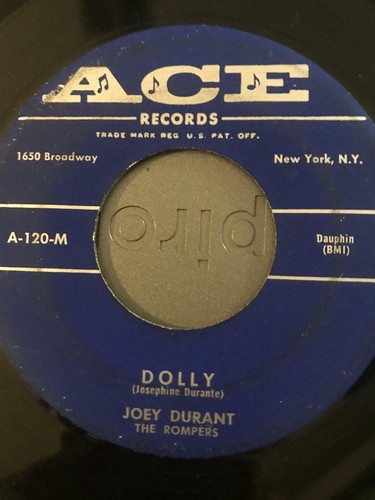 ACE
RECORDS
TRADE MARK REG U.S. PAT. OFF.
1650 Broadway
New York, N.Y.
A-120-M
Dauphin
(BMI)
piro
DOLLY
(Josephine Durante)
JOEY DURANT
THE ROMPERS